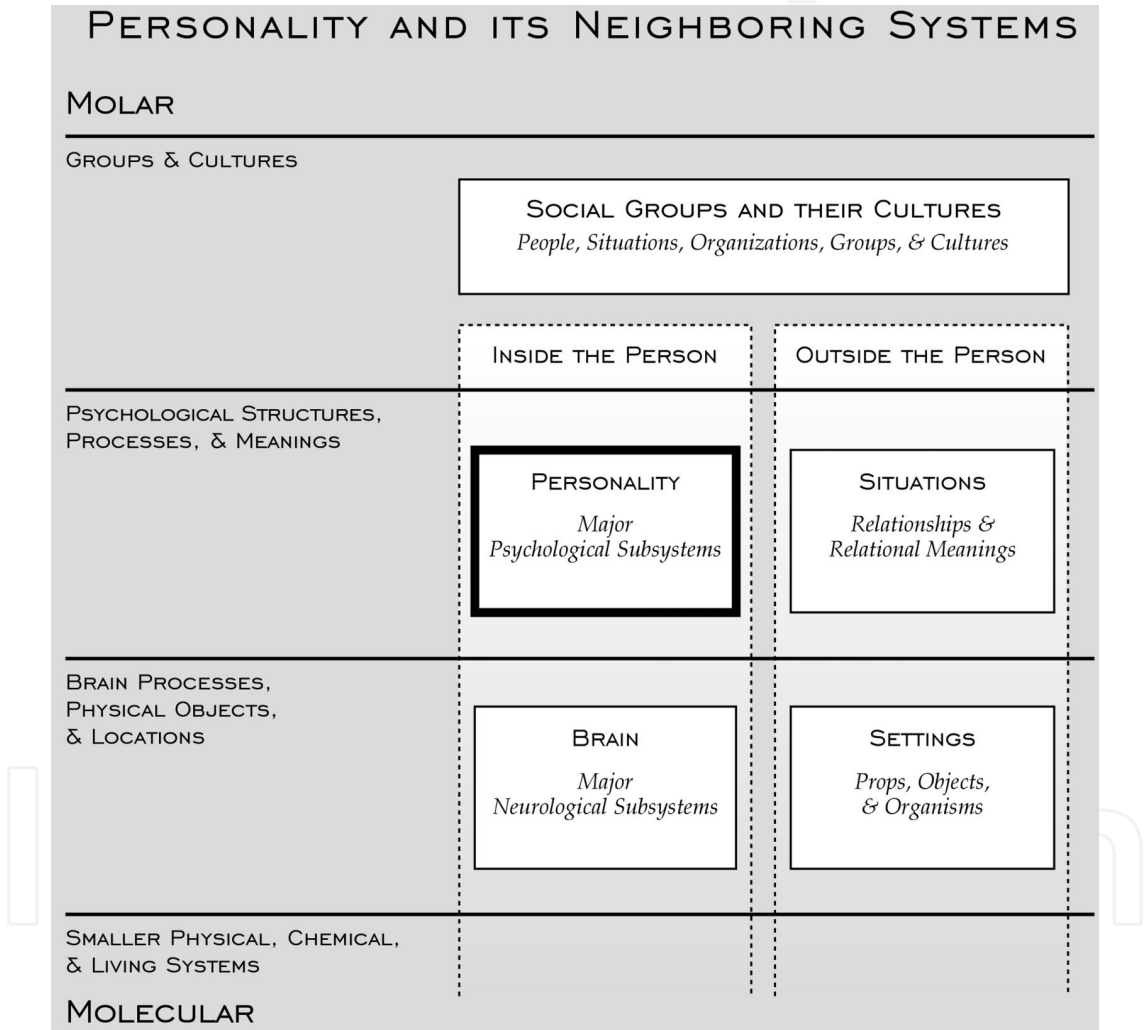 PERSONALITY AND ITS NEIGHBORING SYSTEMS
MOLAR
GROUPS & CULTURES
SOCIAL GROUPS AND THEIR CULTURES
People, Situations, Organizations, Groups, & Cultures
INSIDE THE PERSON
OUTSIDE THE PERSON
PSYCHOLOGICAL STRUCTURES,
PROCESSES, & MEANINGS
PERSONALITY
Major
Psychological Subsystems
SITUATIONS
Relationships &
Relational Meanings
BRAIN PROCESSES,
PHYSICAL OBJECTS,
& LOCATIONS
BRAIN
Major
Neurological Subsystems
SETTINGS
Props, Objects,
& Organisms
SMALLER PHYSICAL, CHEMICAL,
& LIVING SYSTEMS
MOLECULAR